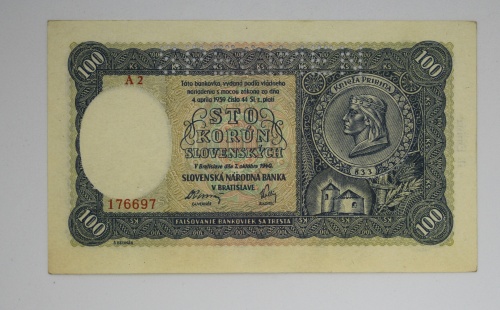 100
100
A 2
Táto bankovka, vydaná podľa vládneho
nariadenia s mocou zákona zo dňa
4. apríla 1939 číslo 44 Sl. z., platí
STO
KORÚN
SLOVENSKÝCH
V Bratislave dňa 7. októbra 1940.
SLOVENSKÁ NÁRODNÁ BANKA
V BRATISLAVE
KNIEŽA PRIBINA
833
176697
GUVERNÉR
100
100
FALŠOVANIE BANKOVIEK SA TRESTÁ